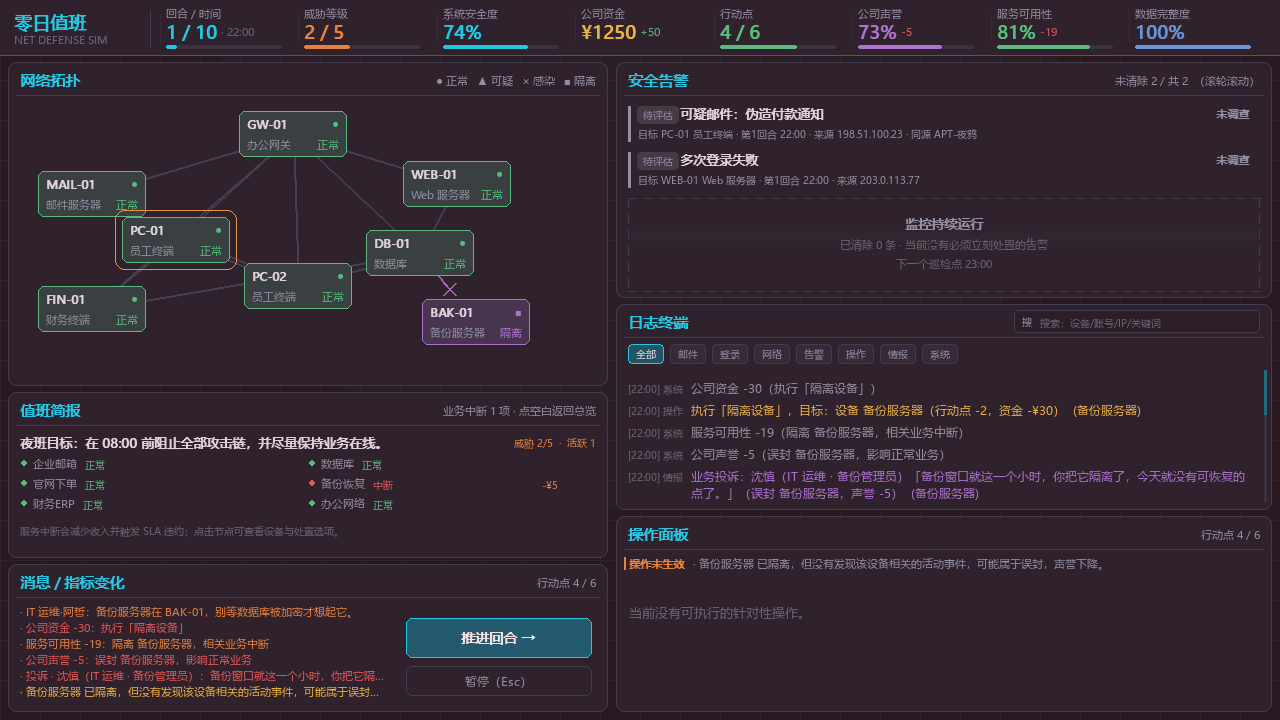 零日值班
NET DEFENSE SIM
回合 / 时间
1 / 10 · 22:00
威胁等级
2 / 5
系统安全度
74%
公司资金
¥1250 +50
行动点
4 / 6
公司声誉
73% -5
服务可用性
81% -19
数据完整度
100%
网络拓扑
● 正常 ▲ 可疑 × 感染 ■ 隔离
GW-01
办公网关 正常
WEB-01
Web 服务器 正常
MAIL-01
邮件服务器 正常
PC-01
员工终端 正常
DB-01
数据库 正常
PC-02
员工终端 正常
FIN-01
财务终端 正常
BAK-01
备份服务器 隔离
值班简报
业务中断 1 项 · 点空白返回总览
夜班目标：在 08:00 前阻止全部攻击链，并尽量保持业务在线。
威胁 2/5 · 活跃 1
企业邮箱 正常
数据库 正常
官网下单 正常
备份恢复 中断 -¥5
财务ERP 正常
办公网络 正常
服务中断会减少收入并触发 SLA 违约；点击节点可查看设备与处置选项。
消息 / 指标变化
行动点 4 / 6
· IT 运维·阿哲：备份服务器在 BAK-01，别等数据库被加密才想起它。
· 公司资金 -30：执行「隔离设备」
· 服务可用性 -19：隔离 备份服务器，相关业务中断
· 公司声誉 -5：误封 备份服务器，影响正常业务
· 投诉 · 沈慎（IT 运维 · 备份管理员）：备份窗口就这一个小时，你把它隔...
· 备份服务器 已隔离，但没有发现该设备相关的活动事件，可能属于误封...
推进回合 →
暂停（Esc）
安全告警
未清除 2 / 共 2 （滚轮滚动）
待评估 可疑邮件：伪造付款通知 未调查
目标 PC-01 员工终端 · 第1回合 22:00 · 来源 198.51.100.23 · 同源 APT-夜鸦
待评估 多次登录失败 未调查
目标 WEB-01 Web 服务器 · 第1回合 22:00 · 来源 203.0.113.77
监控持续运行
已清除 0 条 · 当前没有必须立刻处置的告警
下一个巡检点 23:00
日志终端
搜 搜索：设备/账号/IP/关键词
全部 邮件 登录 网络 告警 操作 情报 系统
[22:00] 系统 公司资金 -30（执行「隔离设备」）
[22:00] 操作 执行「隔离设备」，目标：设备 备份服务器（行动点 -2，资金 -¥30）（备份服务器）
[22:00] 系统 服务可用性 -19（隔离 备份服务器，相关业务中断）
[22:00] 系统 公司声誉 -5（误封 备份服务器，影响正常业务）
[22:00] 情报 业务投诉：沈慎（IT 运维 · 备份管理员）「备份窗口就这一个小时，你把它隔离了，今天就没有可恢复的
点了。」（误封 备份服务器，声誉 -5）（备份服务器）
操作面板
行动点 4 / 6
操作未生效 · 备份服务器 已隔离，但没有发现该设备相关的活动事件，可能属于误封，声誉下降。
当前没有可执行的针对性操作。